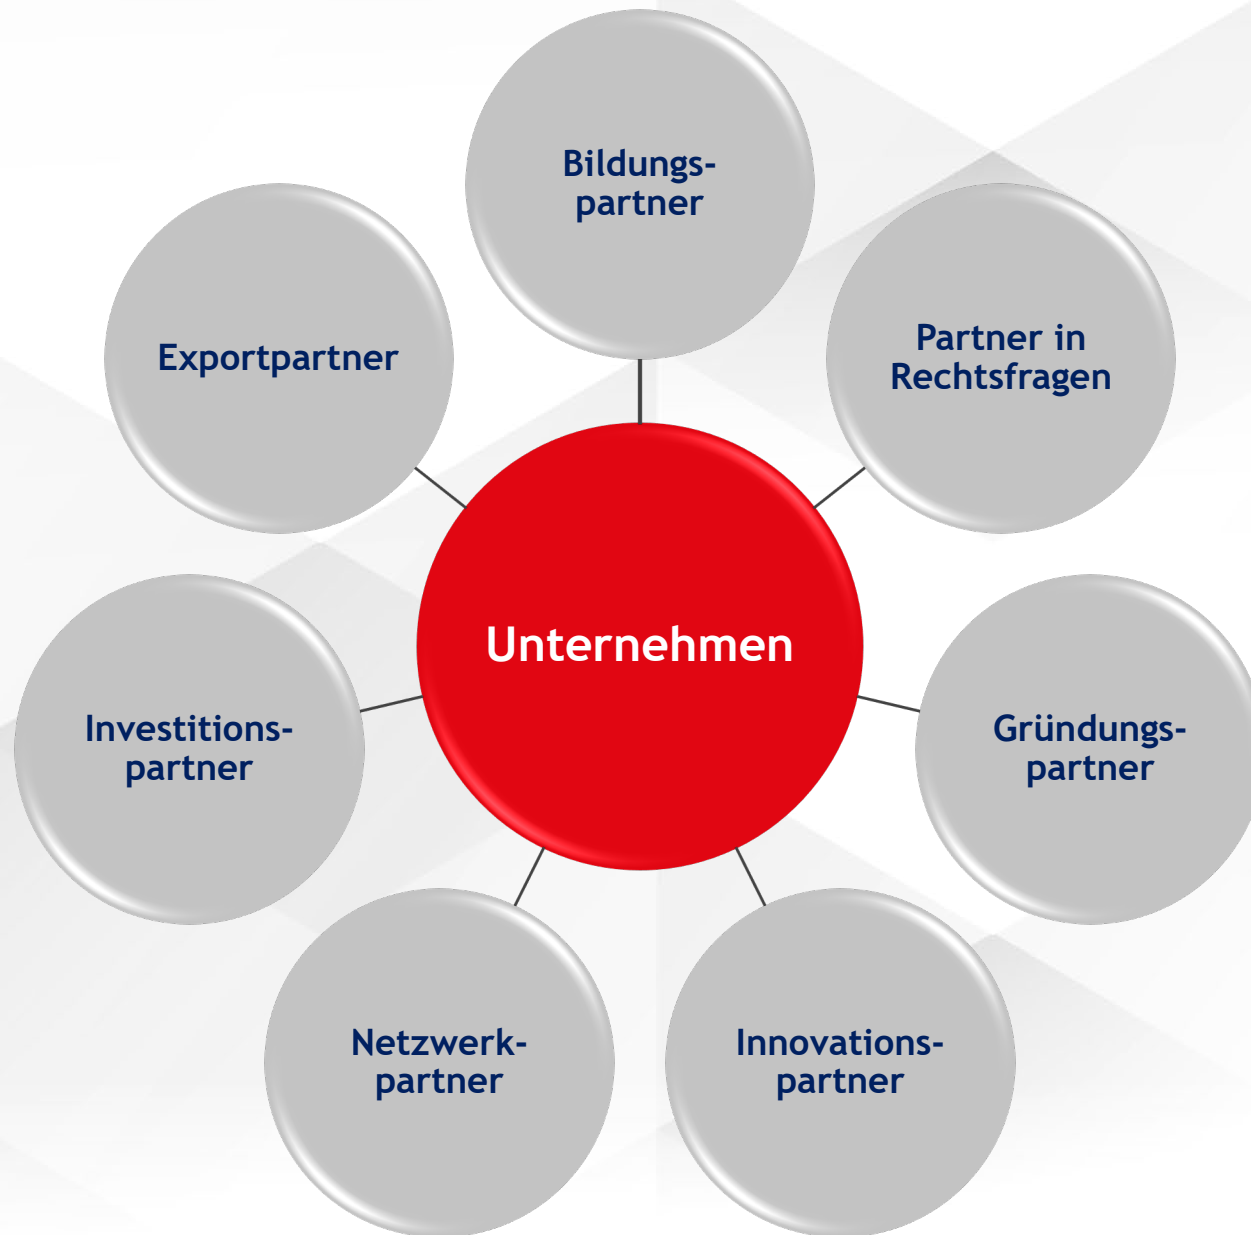 Bildungs-
partner
Exportpartner
Partner in
Rechtsfragen
Unternehmen
Investitions-
partner
Gründungs-
partner
Netzwerk-
partner
Innovations-
partner